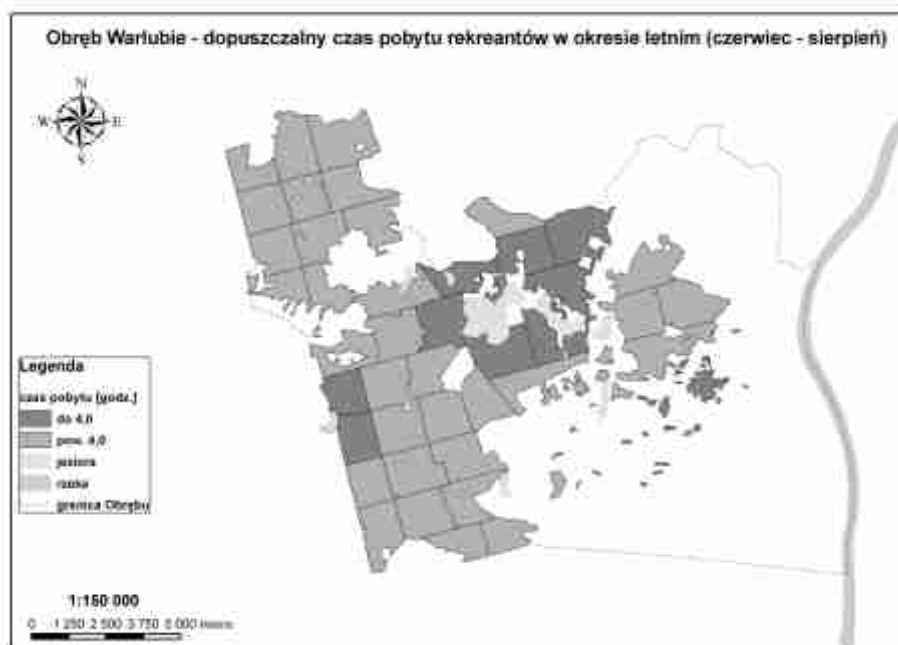 Obręb Warlubie - dopuszczalny czas pobytu rekreantów w okresie letnim (czerwiec - sierpień)
N
W E
S
Legenda
czas pobytu [godz.]
do 4,0
pow. 4,0
jeziora
rzeka
granica Obrębu
1:150 000
0 1 250 2 500 3 750 5 000